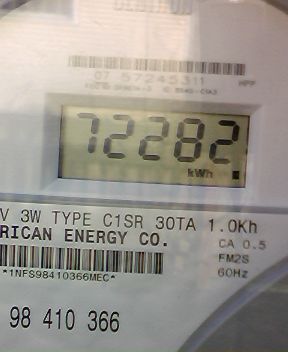 07 57245311
72282
kWh
V 3W TYPE C1SR 30TA 1.0Kh
RICAN ENERGY CO.
CA 0.5
FM2S
*1NFS98410366MEC*
60Hz
98 410 366